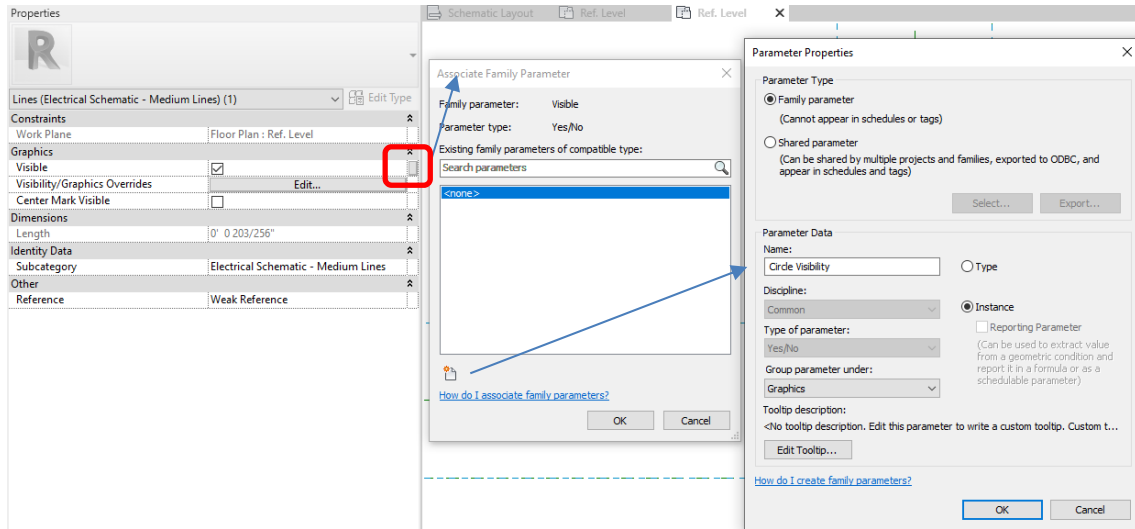 Properties
Schematic Layout
Ref. Level
Ref. Level
R
Lines (Electrical Schematic - Medium Lines) (1)
Edit Type
Constraints
Work Plane
Floor Plan : Ref. Level
Graphics
Visible
Visibility/Graphics Overrides
Edit...
Center Mark Visible
Dimensions
Length
0' 0 203/256"
Identity Data
Subcategory
Electrical Schematic - Medium Lines
Other
Reference
Weak Reference
Associate Family Parameter
Family parameter:
Visible
Parameter type:
Yes/No
Existing family parameters of compatible type:
Search parameters
<none>
How do I associate family parameters?
OK
Cancel
Parameter Properties
Parameter Type
Family parameter
(Cannot appear in schedules or tags)
Shared parameter
(Can be shared by multiple projects and families, exported to ODBC, and
appear in schedules and tags)
Select...
Export...
Parameter Data
Name:
Circle Visibility
Type
Discipline:
Common
Instance
Reporting Parameter
Type of parameter:
(Can be used to extract value
from a geometric condition and
report it in a formula or as a
schedulable parameter)
Yes/No
Group parameter under:
Graphics
Tooltip description:
<No tooltip description. Edit this parameter to write a custom tooltip. Custom t...
Edit Tooltip...
How do I create family parameters?
OK
Cancel